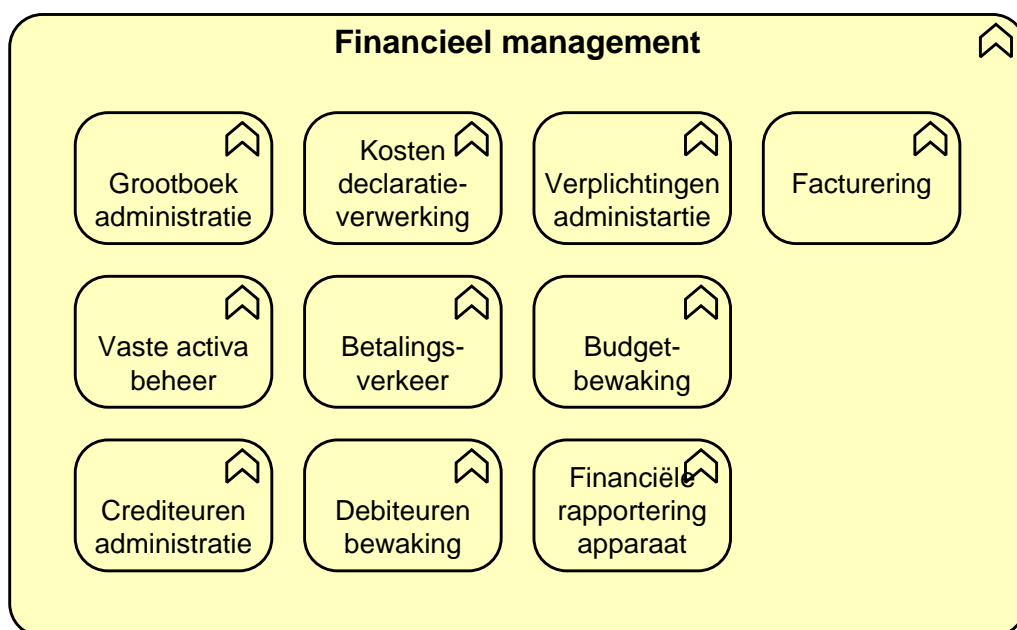 Financieel management
Grootboek
administratie
Kosten
declaratie-
verwerking
Verplichtingen
administartie
Facturering
Vaste activa
beheer
Betalings-
verkeer
Budget-
bewaking
Crediteuren
administratie
Debiteuren
bewaking
Financiële
rapportering
apparaat